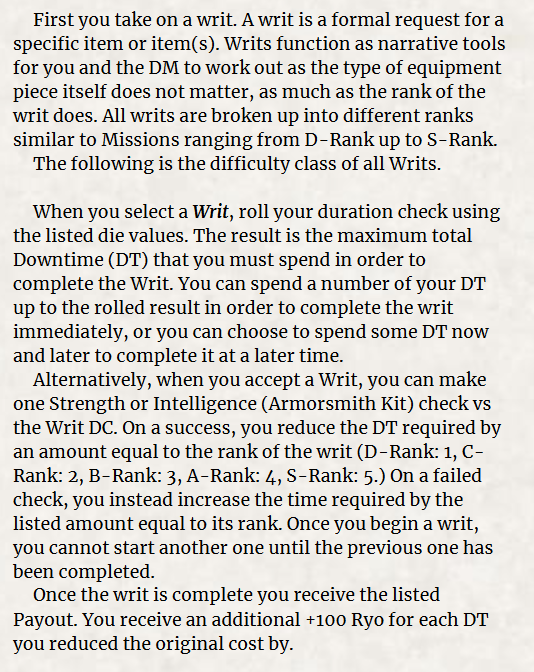 First you take on a writ. A writ is a formal request for a
specific item or item(s). Writs function as narrative tools
for you and the DM to work out as the type of equipment
piece itself does not matter, as much as the rank of the
writ does. All writs are broken up into different ranks
similar to Missions ranging from D-Rank up to S-Rank.
The following is the difficulty class of all Writs.
When you select a Writ, roll your duration check using
the listed die values. The result is the maximum total
Downtime (DT) that you must spend in order to
complete the Writ. You can spend a number of your DT
up to the rolled result in order to complete the writ
immediately, or you can choose to spend some DT now
and later to complete it at a later time.
Alternatively, when you accept a Writ, you can make
one Strength or Intelligence (Armorsmith Kit) check vs
the Writ DC. On a success, you reduce the DT required by
an amount equal to the rank of the writ (D-Rank: 1, C-
Rank: 2, B-Rank: 3, A-Rank: 4, S-Rank: 5.) On a failed
check, you instead increase the time required by the
listed amount equal to its rank. Once you begin a writ,
you cannot start another one until the previous one has
been completed.
Once the writ is complete you receive the listed
Payout. You receive an additional +100 Ryo for each DT
you reduced the original cost by.